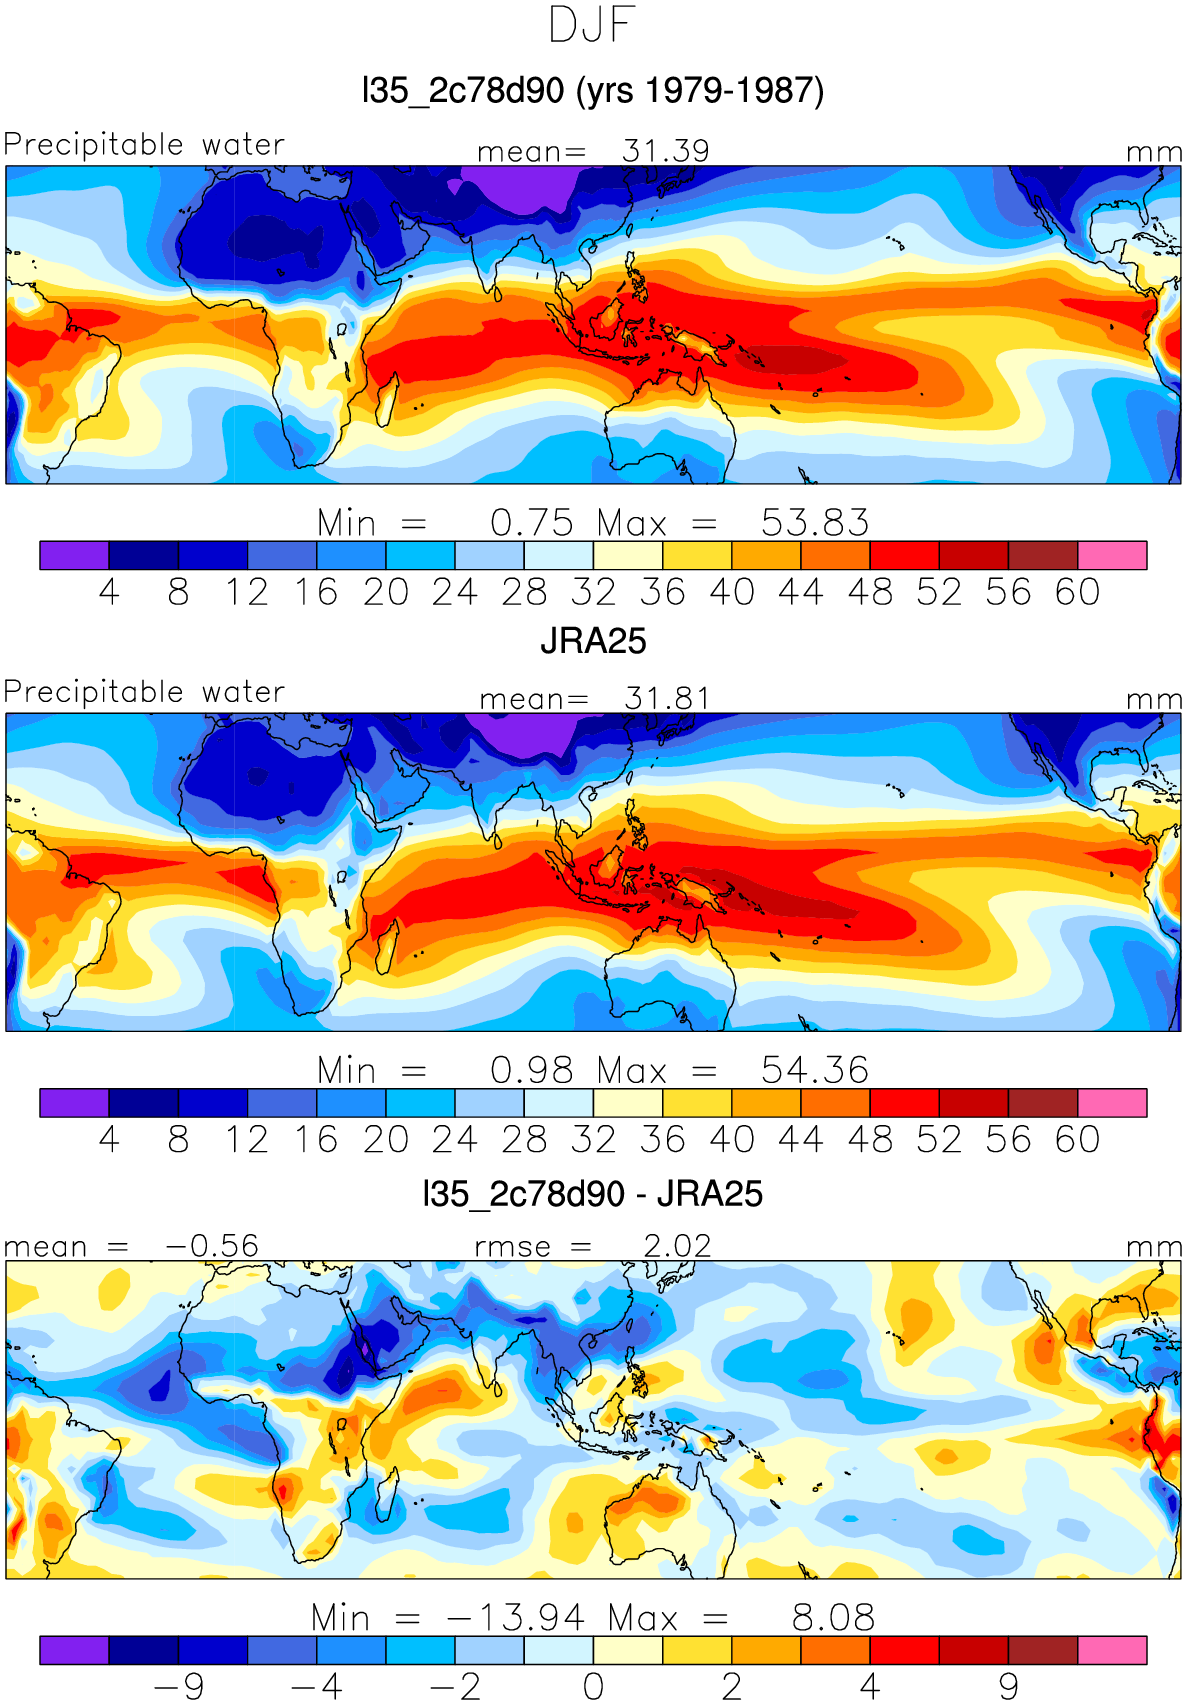 DJF
l35_2c78d90 (yrs 1979-1987)
Precipitable water mean= 31.39 mm
Min = 0.75 Max = 53.83
4 8 12 16 20 24 28 32 36 40 44 48 52 56 60
JRA25
Precipitable water mean= 31.81 mm
Min = 0.98 Max = 54.36
4 8 12 16 20 24 28 32 36 40 44 48 52 56 60
l35_2c78d90 - JRA25
mean = −0.56 rmse = 2.02 mm
Min = −13.94 Max = 8.08
−9 −4 −2 0 2 4 9